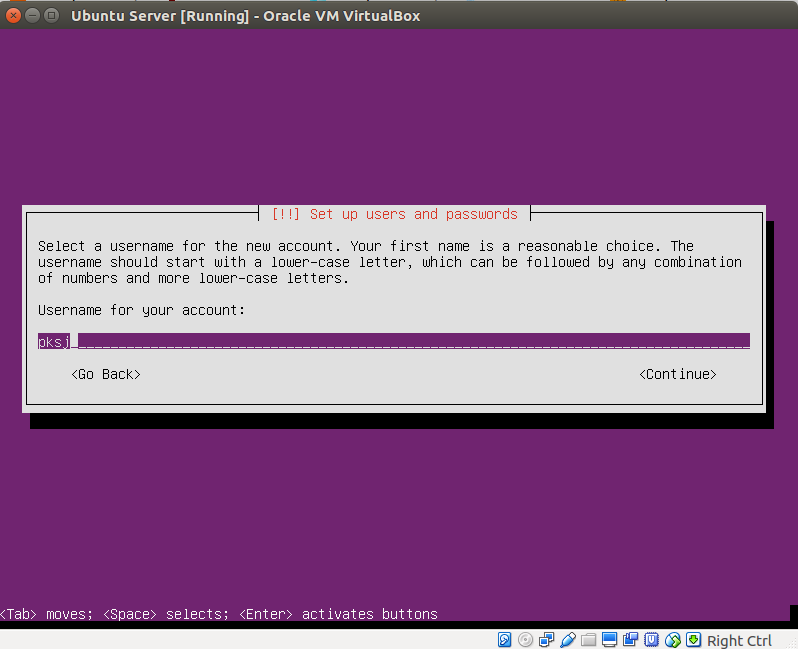 Ubuntu Server [Running] - Oracle VM VirtualBox
[!!] Set up users and passwords
Select a username for the new account. Your first name is a reasonable choice. The
username should start with a lower-case letter, which can be followed by any combination
of numbers and more lower-case letters.
Username for your account:
pksj
<Go Back> <Continue>
<Tab> moves; <Space> selects; <Enter> activates buttons
Right Ctrl